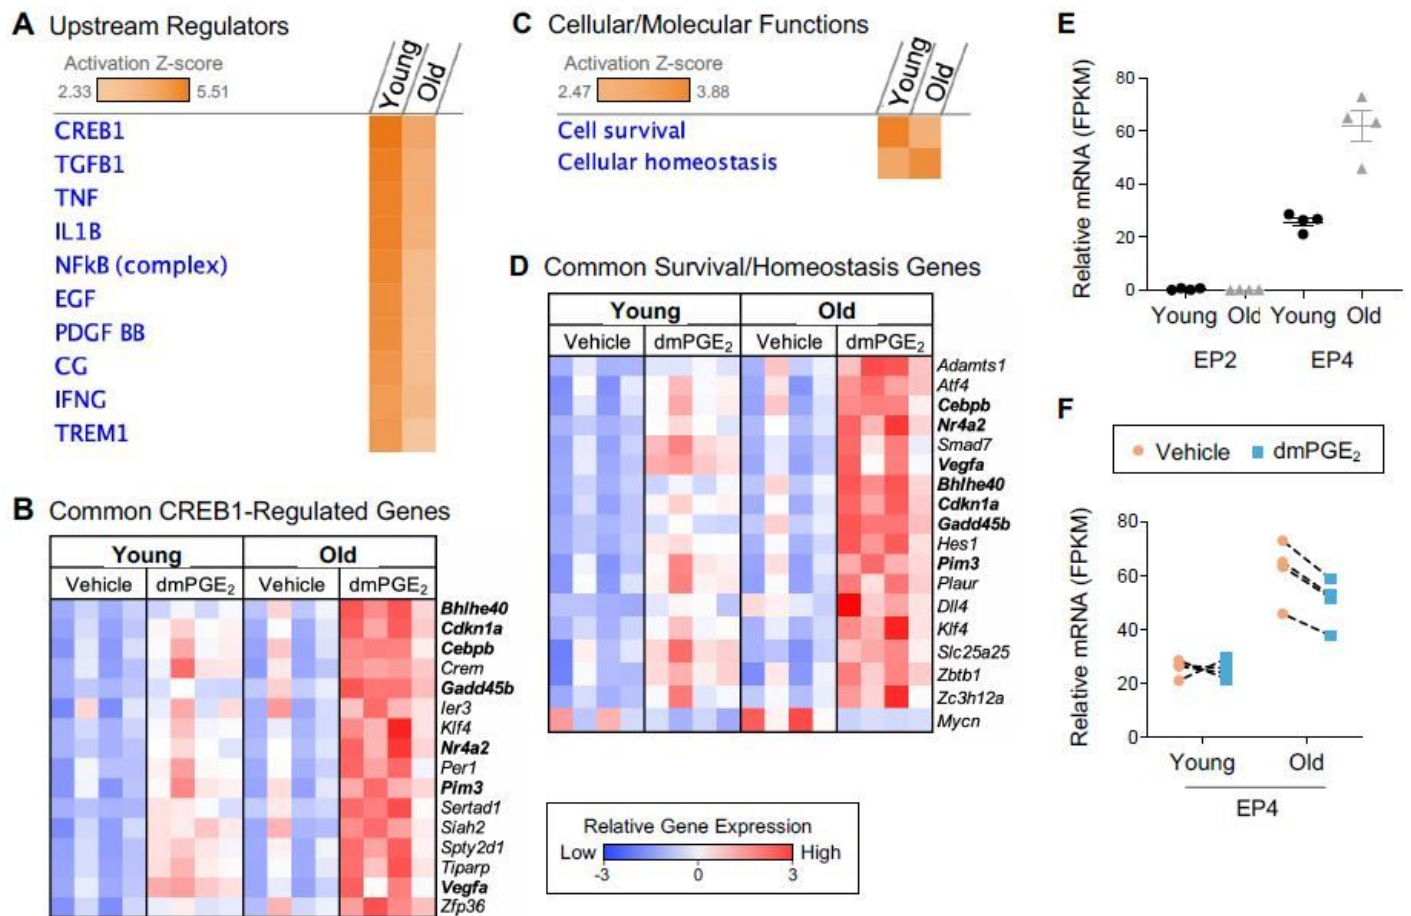 A Upstream Regulators
Activation Z-score
2.33 5.51
Young
Old
CREB1
TGFB1
TNF
IL1B
NFkB (complex)
EGF
PDGF BB
CG
IFNG
TREM1
B Common CREB1-Regulated Genes
Young Old
Vehicle dmPGE₂ Vehicle dmPGE₂
Bhlhe40
Cdkn1a
Cebpb
Crem
Gadd45b
Ier3
Klf4
Nr4a2
Per1
Pim3
Sertad1
Siah2
Spty2d1
Tiparp
Vegfa
Zfp36
C Cellular/Molecular Functions
Activation Z-score
2.47 3.88
Young
Old
Cell survival
Cellular homeostasis
D Common Survival/Homeostasis Genes
Young Old
Vehicle dmPGE₂ Vehicle dmPGE₂
Adamts1
Atf4
Cebpb
Nr4a2
Smad7
Vegfa
Bhlhe40
Cdkn1a
Gadd45b
Hes1
Pim3
Plaur
Dll4
Klf4
Slc25a25
Zbtb1
Zc3h12a
Mycn
Relative Gene Expression
Low High
-3 0 3
E
Relative mRNA (FPKM)
80
60
40
20
0
Young Old Young Old
EP2 EP4
F
Vehicle dmPGE₂
Relative mRNA (FPKM)
80
60
40
20
0
Young Old
EP4